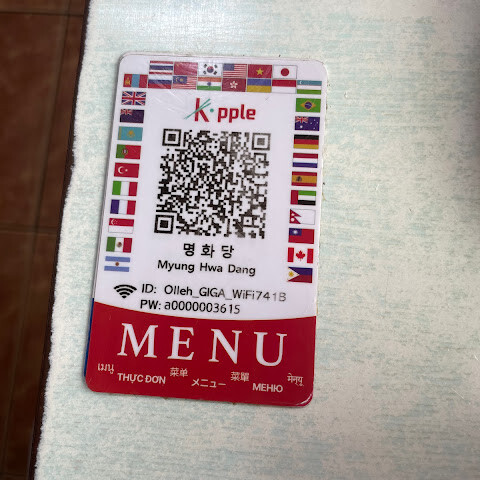 K·pple
명화당
Myung Hwa Dang
ID: Olleh_GIGA_WiFi741B
PW: a0000003615
MENU
เมนู THỰC ĐƠN 菜单 メニュー 菜單 МЕНЮ मेनु